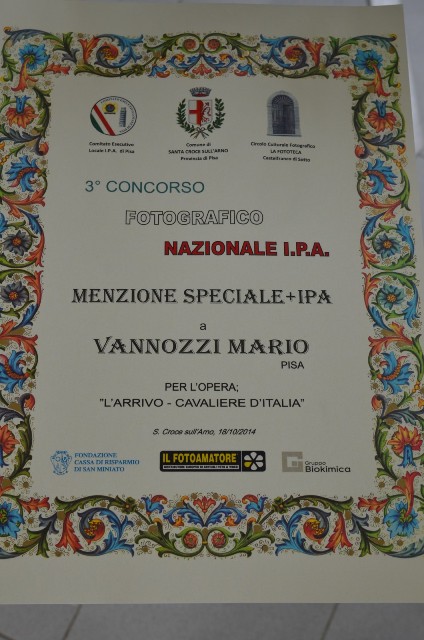 Comitato Esecutivo
Locale I.P.A. di Pisa
Comune di
SANTA CROCE SULL'ARNO
Provincia di Pisa
Circolo Culturale Fotografico
LA FOTOTECA
Castelfranco di Sotto
3° CONCORSO
FOTOGRAFICO
NAZIONALE I.P.A.
MENZIONE SPECIALE+IPA
a
VANNOZZI MARIO
PISA
PER L'OPERA;
"L'ARRIVO - CAVALIERE D'ITALIA"
S. Croce sull'Arno, 18/10/2014
FONDAZIONE
CASSA DI RISPARMIO
DI SAN MINIATO
IL FOTOAMATORE
Gruppo
Biokimica